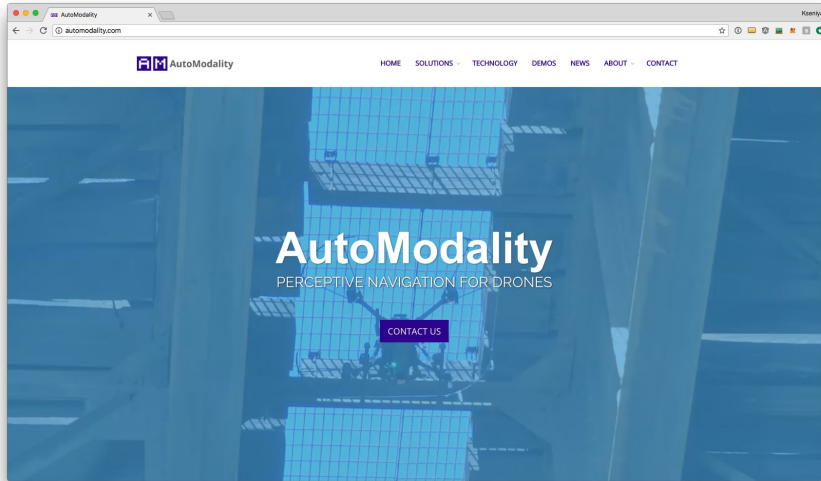 AutoModality
Kseniya
automodality.com
AM AutoModality
HOME SOLUTIONS TECHNOLOGY DEMOS NEWS ABOUT CONTACT
AutoModality
PERCEPTIVE NAVIGATION FOR DRONES
CONTACT US